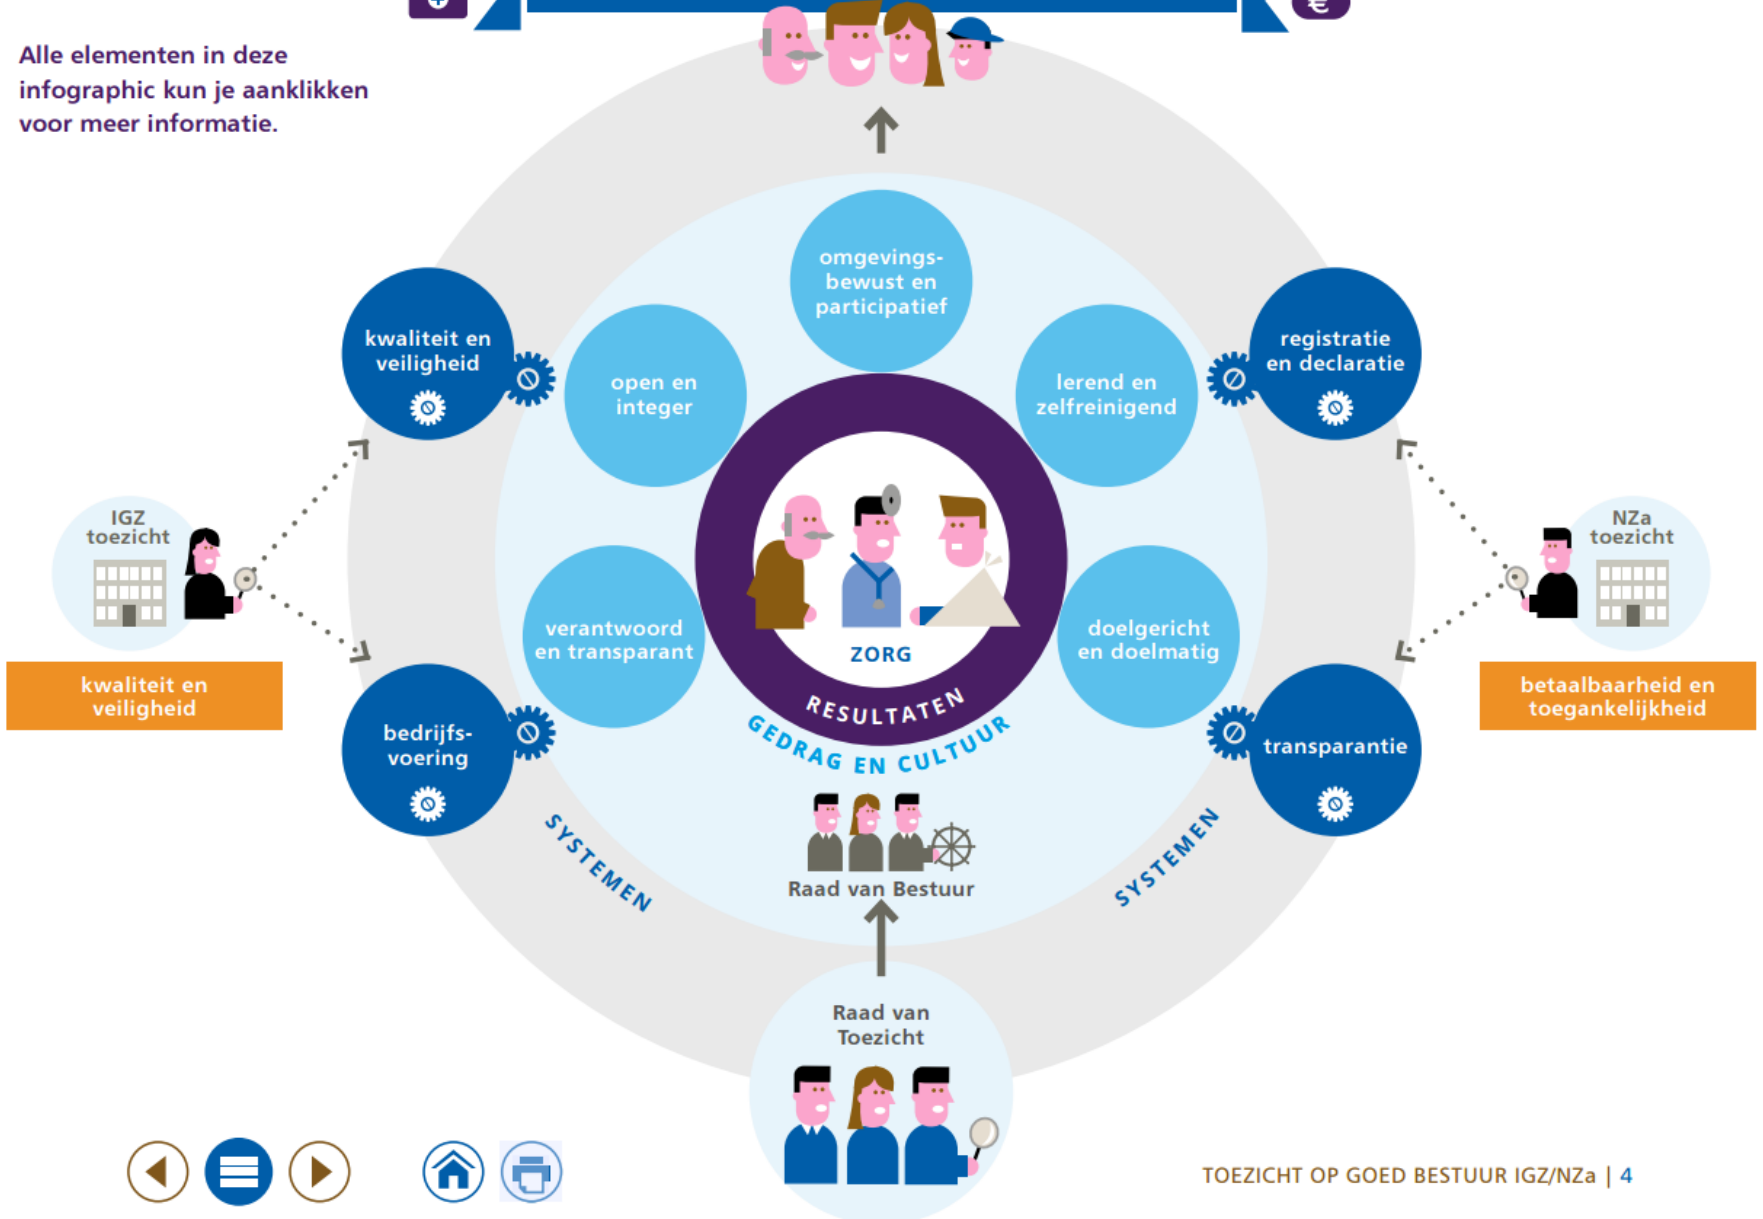 €
Alle elementen in deze
infographic kun je aanklikken
voor meer informatie.
omgevings-
bewust en
participatief
kwaliteit en
veiligheid
open en
integer
lerend en
zelfreinigend
registratie
en declaratie
IGZ
toezicht
NZa
toezicht
verantwoord
en transparant
doelgericht
en doelmatig
ZORG
RESULTATEN
GEDRAG EN CULTUUR
kwaliteit en
veiligheid
betaalbaarheid en
toegankelijkheid
bedrijfs-
voering
transparantie
SYSTEMEN
SYSTEMEN
Raad van Bestuur
Raad van
Toezicht
TOEZICHT OP GOED BESTUUR IGZ/NZa | 4